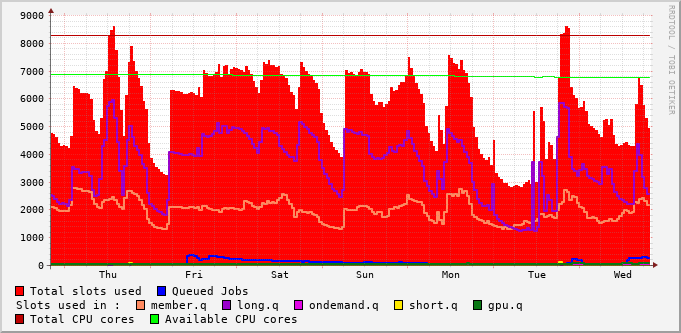 9000
8000
7000
6000
5000
4000
3000
2000
1000
0
Thu Fri Sat Sun Mon Tue Wed
RRDTOOL / TOBI OETIKER
Total slots used Queued Jobs
Slots used in : member.q long.q ondemand.q short.q gpu.q
Total CPU cores Available CPU cores